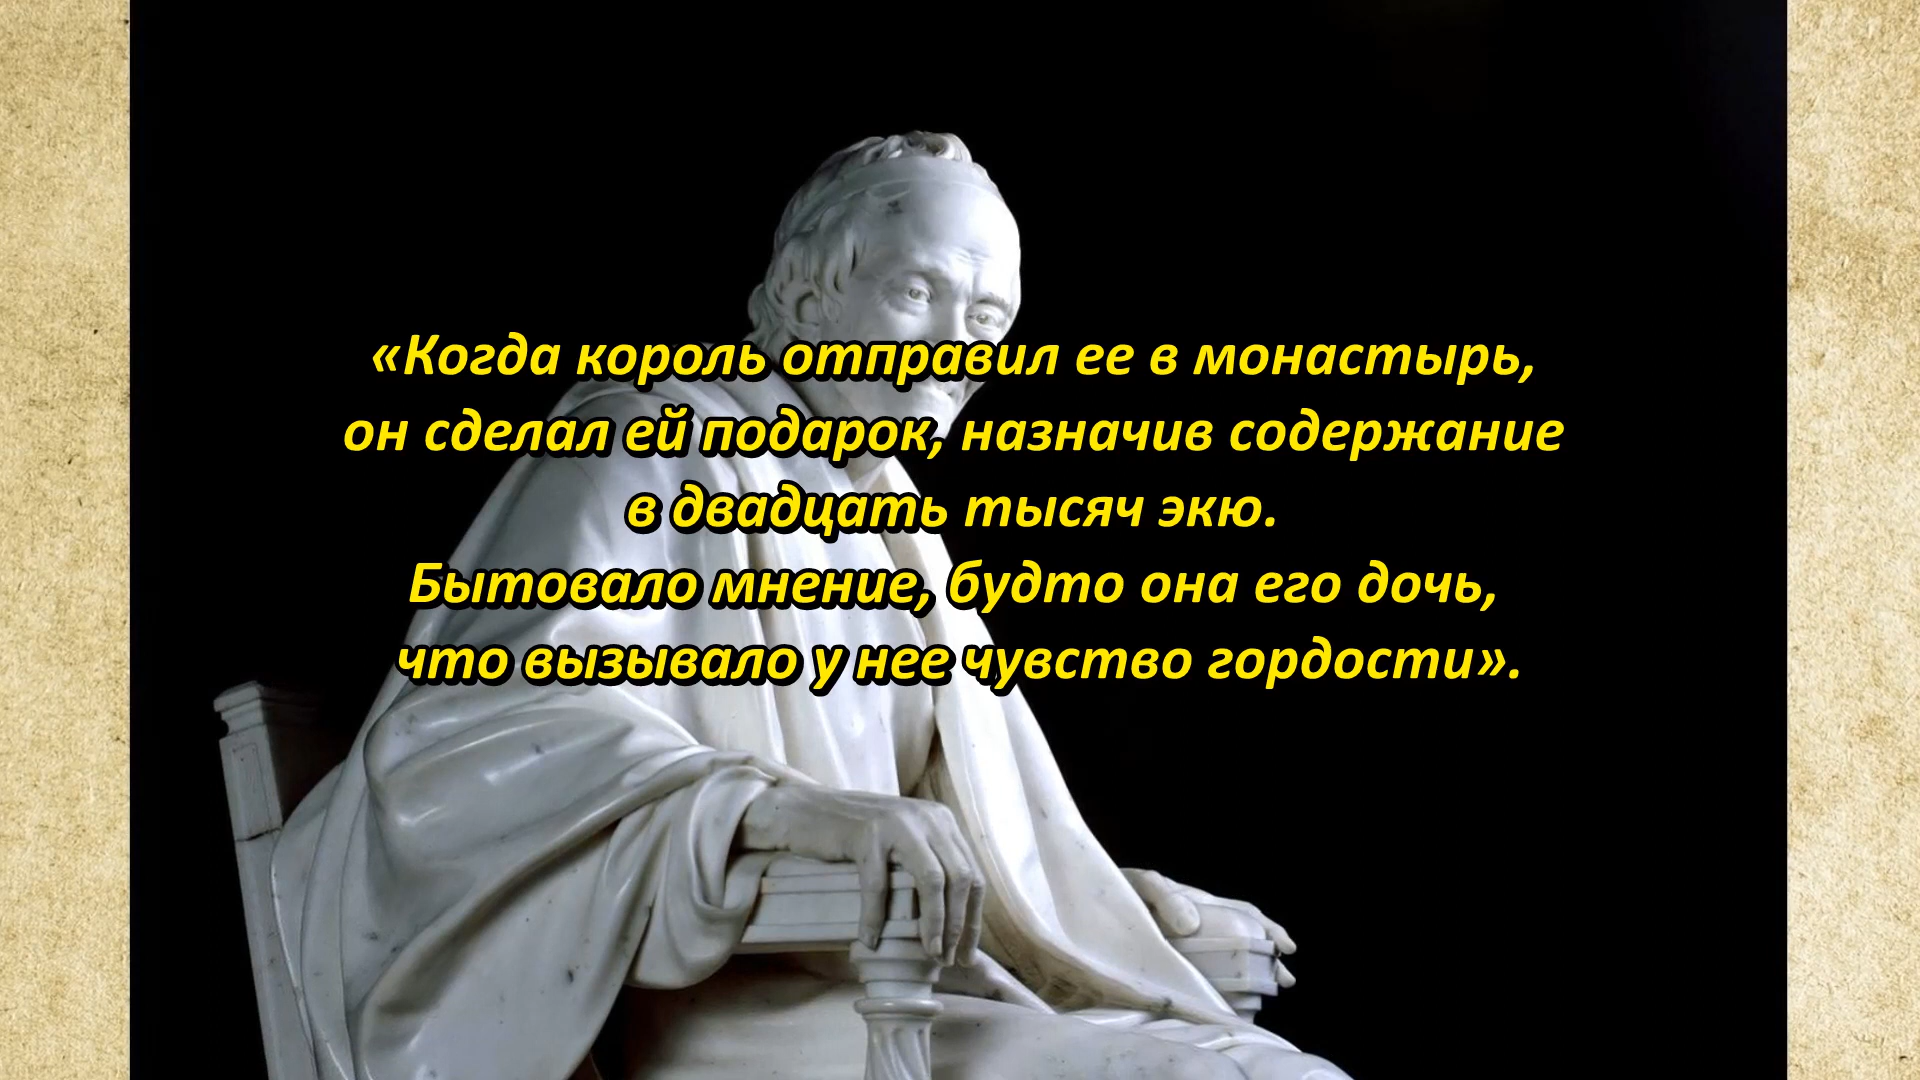 «Когда король отправил ее в монастырь,
он сделал ей подарок, назначив содержание
в двадцать тысяч экю.
Бытовало мнение, будто она его дочь,
что вызывало у нее чувство гордости».